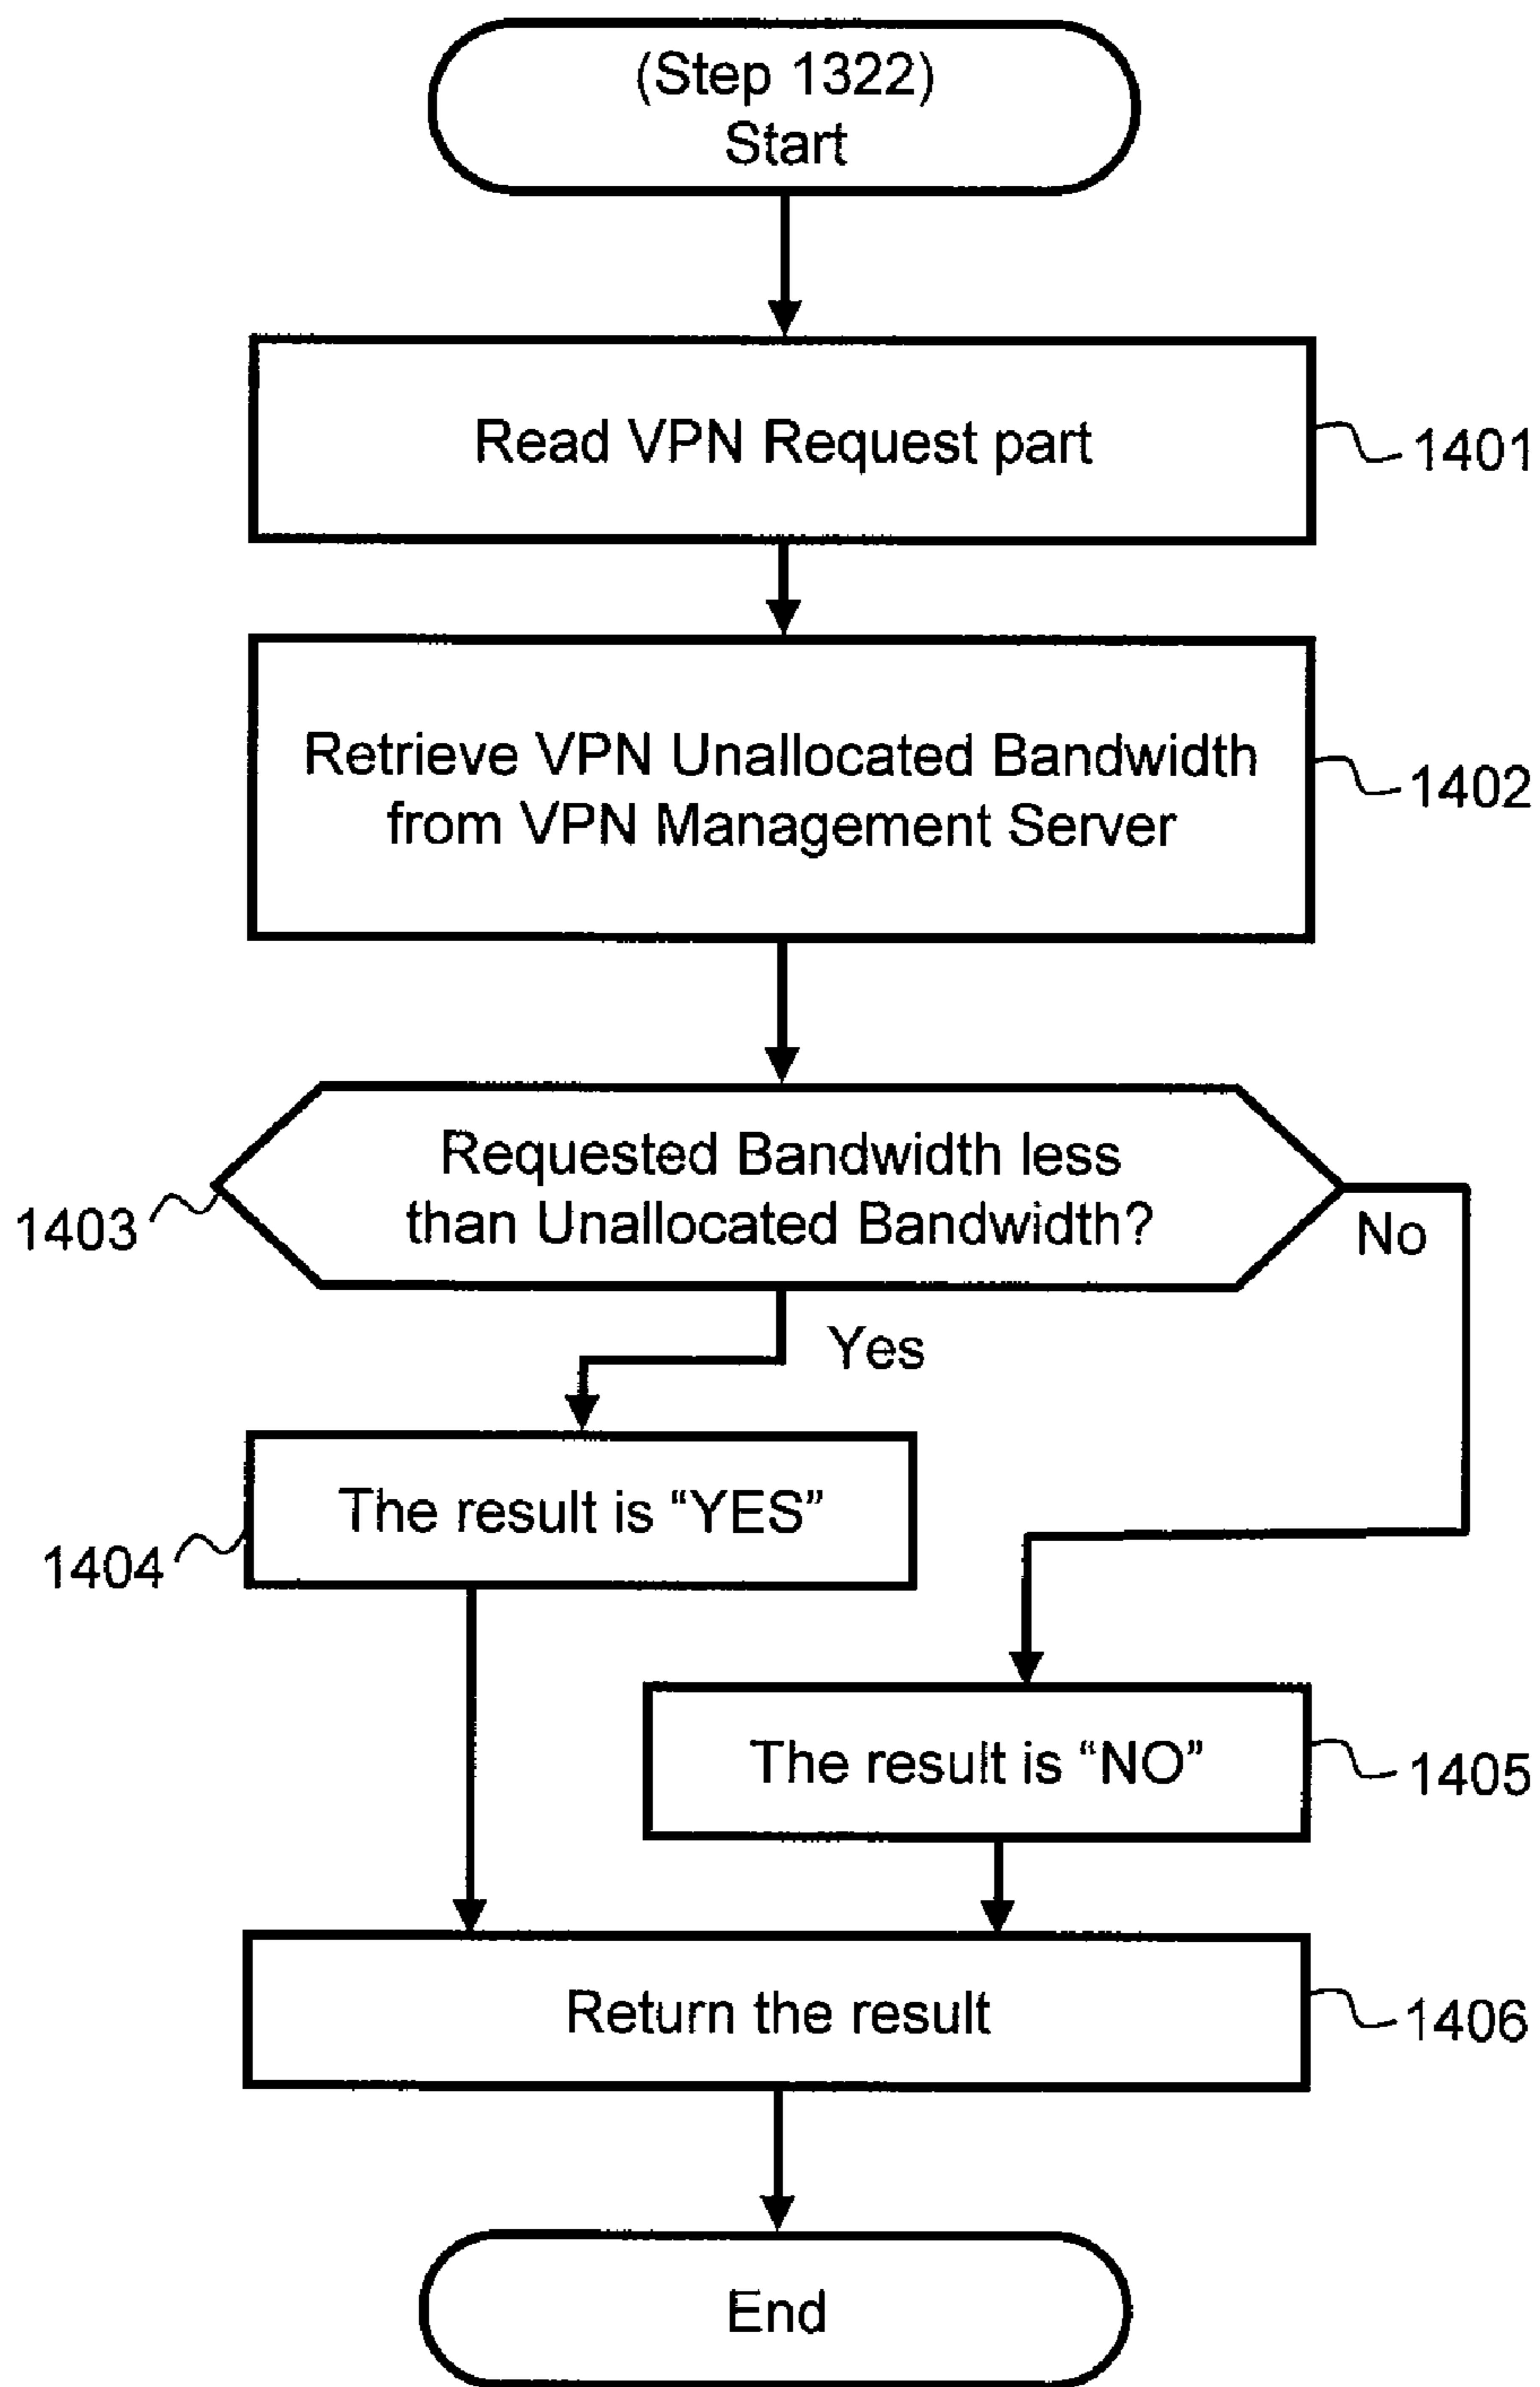 (Step 1322)
Start
Read VPN Request part
1401
Retrieve VPN Unallocated Bandwidth
from VPN Management Server
1402
Requested Bandwidth less
than Unallocated Bandwidth?
1403
No
Yes
The result is “YES”
1404
The result is “NO”
1405
Return the result
1406
End